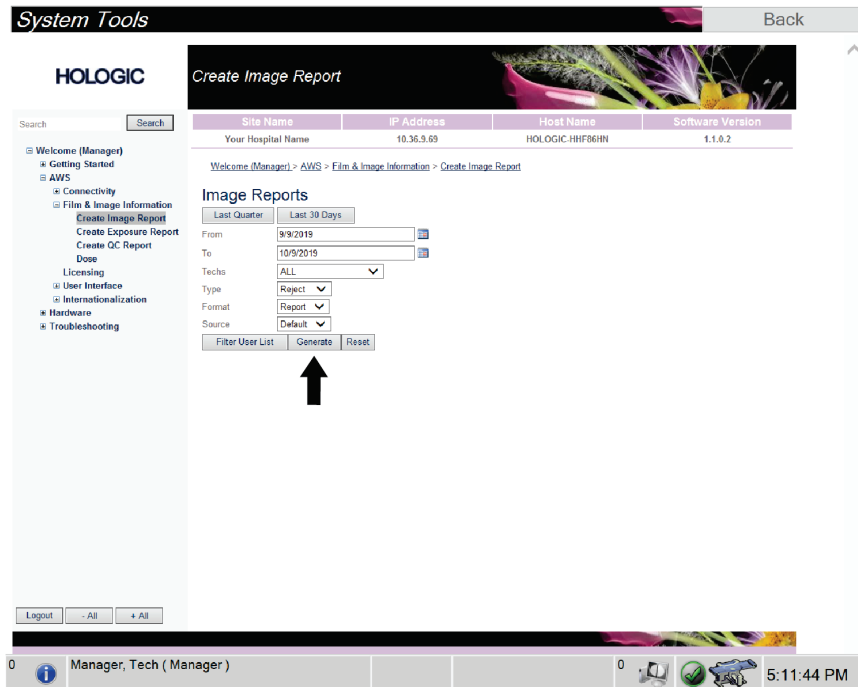 System Tools
Back
HOLOGIC
Create Image Report
Search
Search
Site Name IP Address Host Name Software Version
Your Hospital Name 10.36.9.69 HOLOGIC-HHF86HN 1.1.0.2
Welcome (Manager)
Getting Started
AWS
Connectivity
Film & Image Information
Create Image Report
Create Exposure Report
Create QC Report
Dose
Licensing
User Interface
Internationalization
Hardware
Troubleshooting
Welcome (Manager) > AWS > Film & Image Information > Create Image Report
Image Reports
Last Quarter Last 30 Days
From 9/9/2019
To 10/9/2019
Techs ALL
Type Reject
Format Report
Source Default
Filter User List Generate Reset
Logout - All + All
0 Manager, Tech ( Manager ) 0 5:11:44 PM